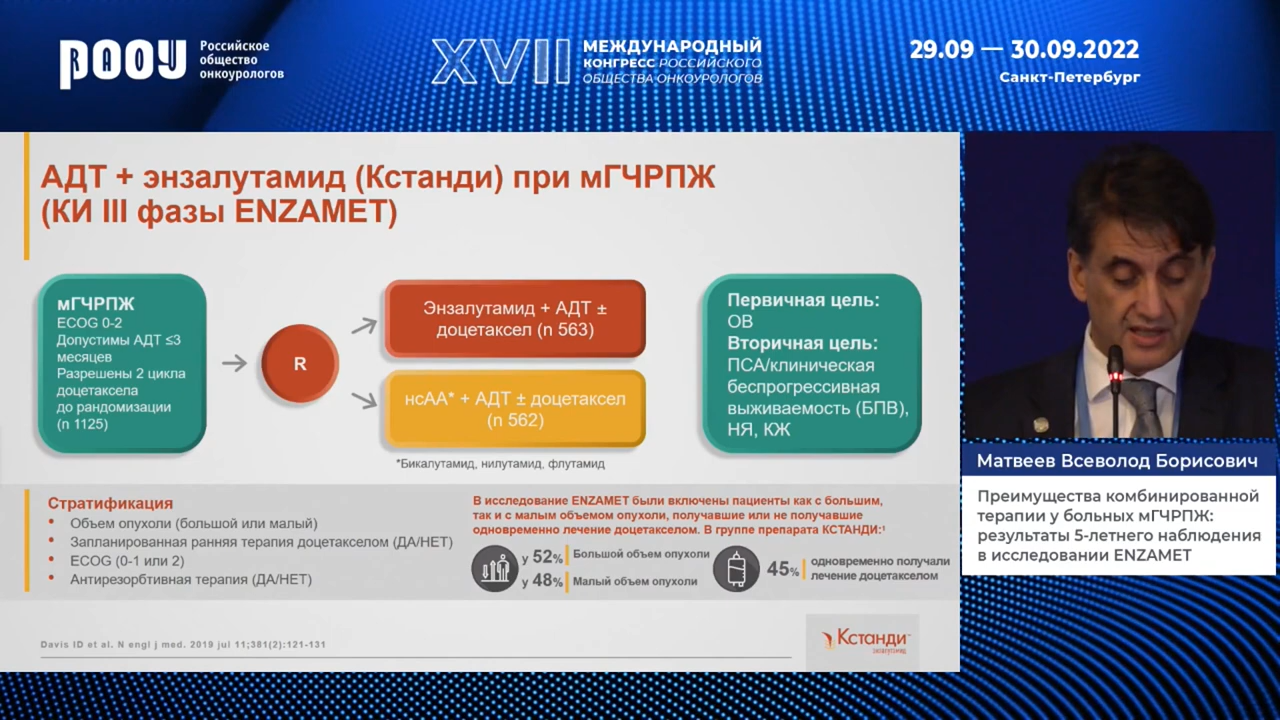 РАОУ
Российское
общество
онкоурологов
XVII
МЕЖДУНАРОДНЫЙ
КОНГРЕСС РОССИЙСКОГО
ОБЩЕСТВА ОНКОУРОЛОГОВ
29.09 — 30.09.2022
Санкт-Петербург
АДТ + энзалутамид (Кстанди) при мГЧРПЖ
(КИ III фазы ENZAMET)
мГЧРПЖ
ECOG 0-2
Допустимы АДТ ≤3
месяцев
Разрешены 2 цикла
доцетаксела
до рандомизации
(n 1125)
R
Энзалутамид + АДТ ±
доцетаксел (n 563)
нсАА* + АДТ ± доцетаксел
(n 562)
*Бикалутамид, нилутамид, флутамид
Первичная цель:
ОВ
Вторичная цель:
ПСА/клиническая
беспрогрессивная
выживаемость (БПВ),
НЯ, КЖ
Стратификация
• Объем опухоли (большой или малый)
• Запланированная ранняя терапия доцетакселом (ДА/НЕТ)
• ECOG (0-1 или 2)
• Антирезорбтивная терапия (ДА/НЕТ)
В исследование ENZAMET были включены пациенты как с большим,
так и с малым объемом опухоли, получавшие или не получавшие
одновременно лечение доцетакселом. В группе препарата КСТАНДИ:¹
у 52% Большой объем опухоли
у 48% Малый объем опухоли
45% одновременно получали
лечение доцетакселом
Davis ID et al. N engl j med. 2019 jul 11;381(2):121-131
Кстанди™
энзалутамид
Матвеев Всеволод Борисович
Преимущества комбинированной
терапии у больных мГЧРПЖ:
результаты 5-летнего наблюдения
в исследовании ENZAMET